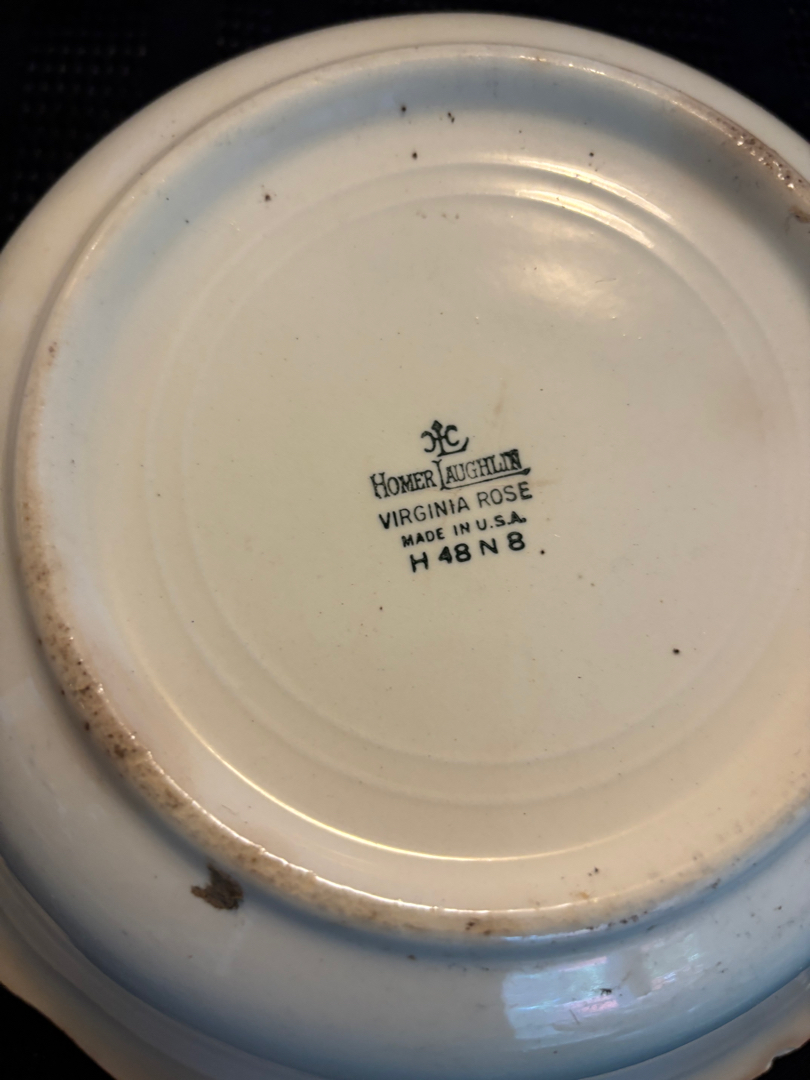 HLC
HOMER LAUGHLIN
VIRGINIA ROSE
MADE IN U.S.A.
H 48 N 8